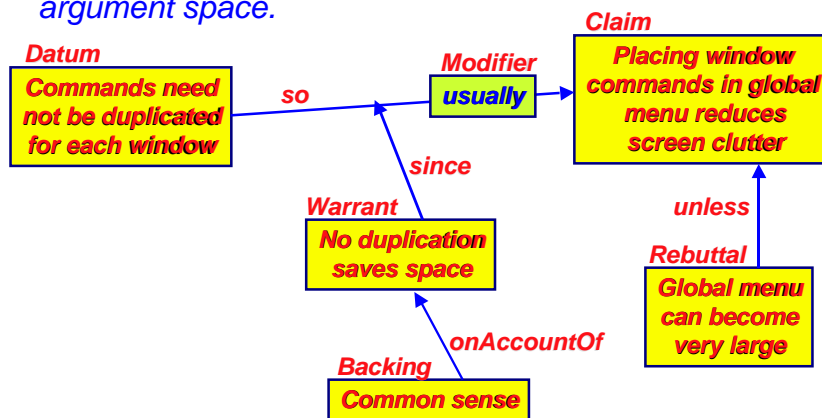 argument space.
Datum
Commands need
not be duplicated
for each window
so
Modifier
usually
Claim
Placing window
commands in global
menu reduces
screen clutter
since
Warrant
No duplication
saves space
unless
Rebuttal
Global menu
can become
very large
onAccountOf
Backing
Common sense